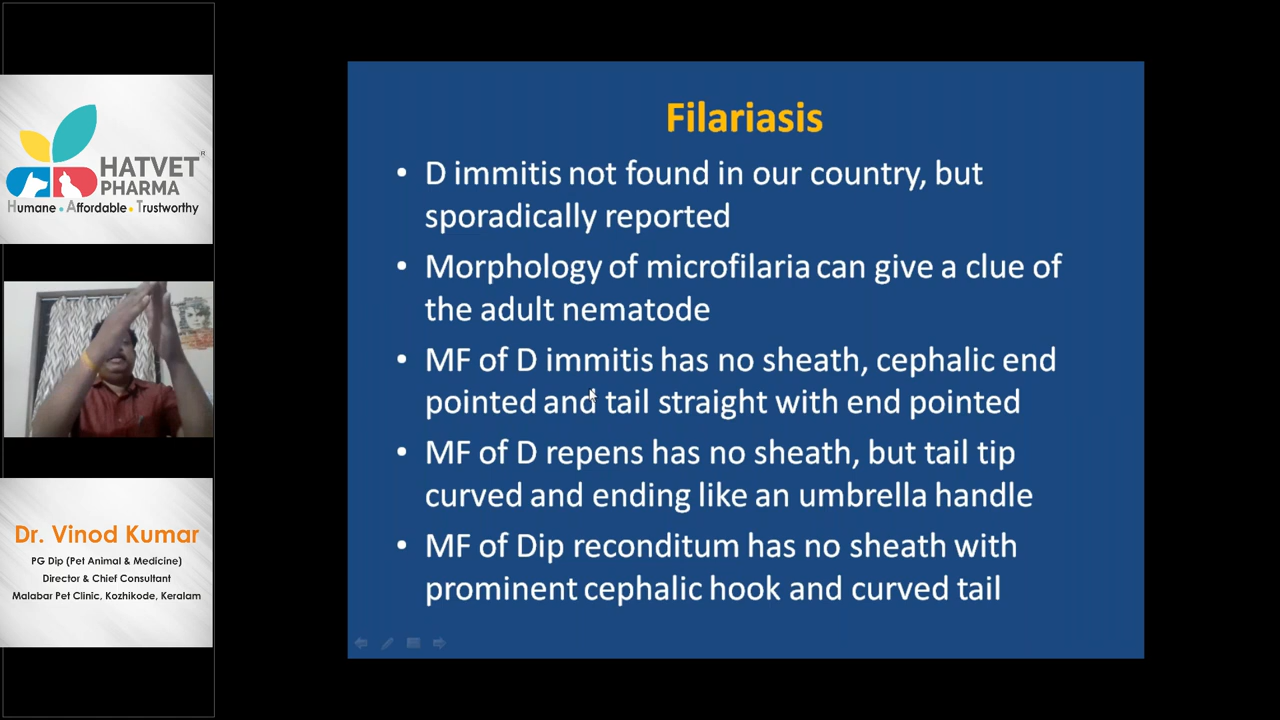 HATVET®
PHARMA
Humane • Affordable • Trustworthy
Dr. Vinod Kumar
PG Dip (Pet Animal & Medicine)
Director & Chief Consultant
Malabar Pet Clinic, Kozhikode, Keralam
Filariasis
• D immitis not found in our country, but
sporadically reported
• Morphology of microfilaria can give a clue of
the adult nematode
• MF of D immitis has no sheath, cephalic end
pointed and tail straight with end pointed
• MF of D repens has no sheath, but tail tip
curved and ending like an umbrella handle
• MF of Dip reconditum has no sheath with
prominent cephalic hook and curved tail